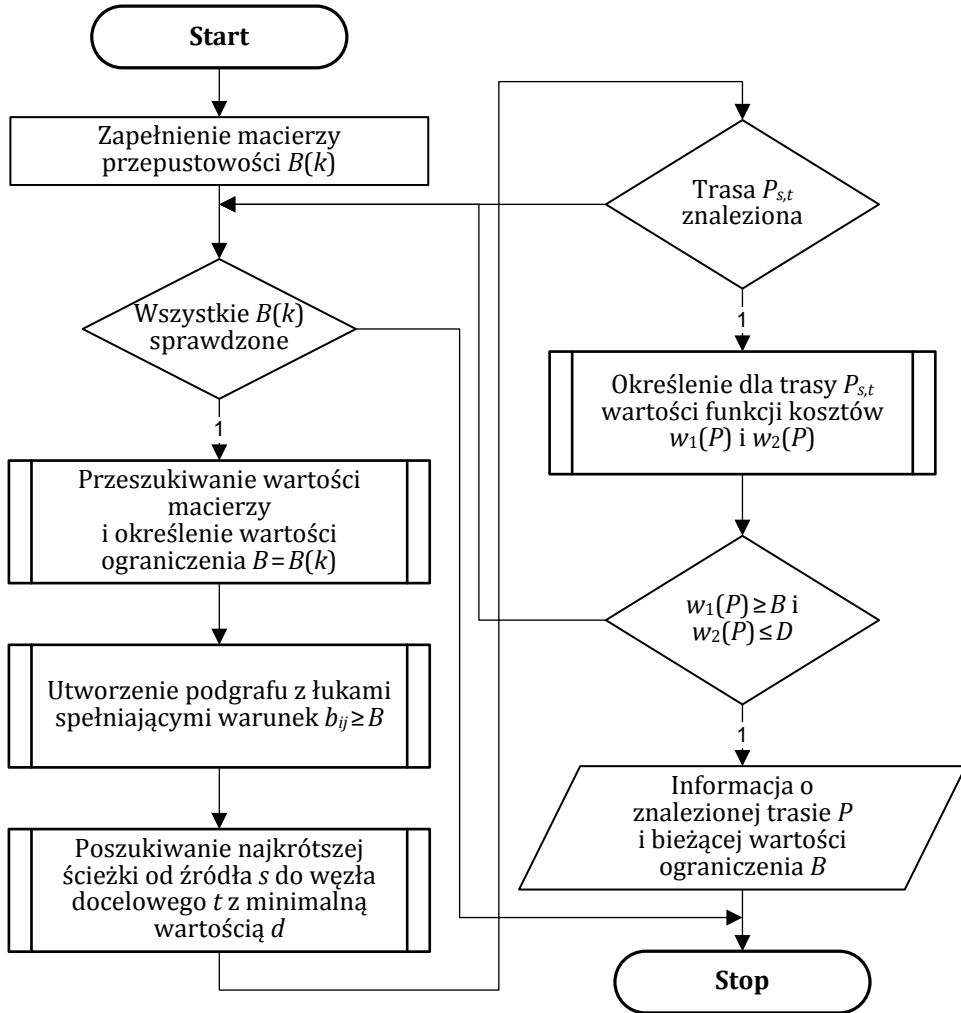 Start
Zapełnienie macierzy
przepustowości B(k)
Wszystkie B(k)
sprawdzone
1
Przeszukiwanie wartości
macierzy
i określenie wartości
ograniczenia B=B(k)
Utworzenie podgrafu z łukami
spełniającymi warunek bij≥B
Poszukiwanie najkrótszej
ścieżki od źródła s do węzła
docelowego t z minimalną
wartością d
Trasa Ps,t
znaleziona
1
Określenie dla trasy Ps,t
wartości funkcji kosztów
w1(P) i w2(P)
w1(P)≥B i
w2(P)≤D
1
Informacja o
znalezionej trasie P
i bieżącej wartości
ograniczenia B
Stop